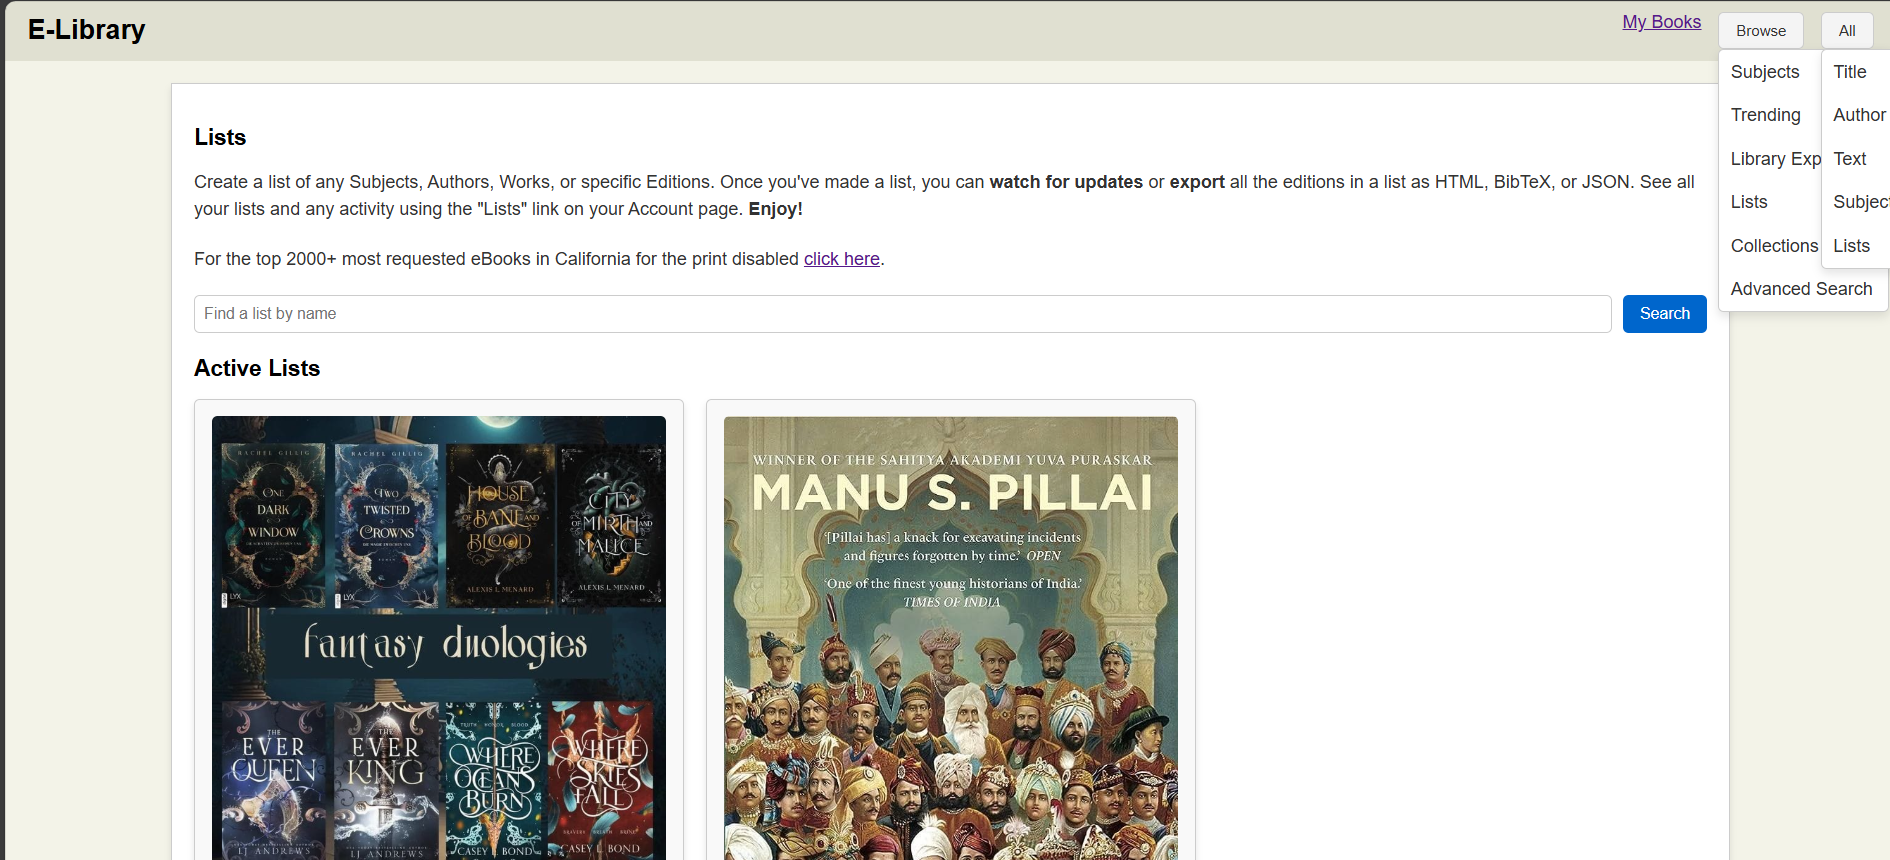 E-Library
My Books
Browse
All
Subjects
Trending
Library Exp
Lists
Collections
Advanced Search
Title
Author
Text
Subjec
Lists
Lists
Create a list of any Subjects, Authors, Works, or specific Editions. Once you've made a list, you can watch for updates or export all the editions in a list as HTML, BibTeX, or JSON. See all
your lists and any activity using the "Lists" link on your Account page. Enjoy!
For the top 2000+ most requested eBooks in California for the print disabled click here.
Find a list by name
Search
Active Lists
RACHEL GILLIG
ONE
DARK
WINDOW
LYX
RACHEL GILLIG
TWO
TWISTED
CROWNS
LYX
HOUSE
OF BANE AND
BLOOD
ALEXIS L. MENARD
CITY
OF MIRTH AND
MALICE
ALEXIS L. MENARD
fantasy duologies
THE
EVER
QUEEN
LJ ANDREWS
THE
EVER
KING
LJ ANDREWS
TRUTH HONOR BLOOD
WHERE
OCEANS
BURN
CASEY L. BOND
WHERE
SKIES
FALL
CASEY L. BOND
WINNER OF THE SAHITYA AKADEMI YUVA PURASKAR
MANU S. PILLAI
'[Pillai has] a knack for excavating incidents
and figures forgotten by time.' OPEN
'One of the finest young historians of India.'
TIMES OF INDIA